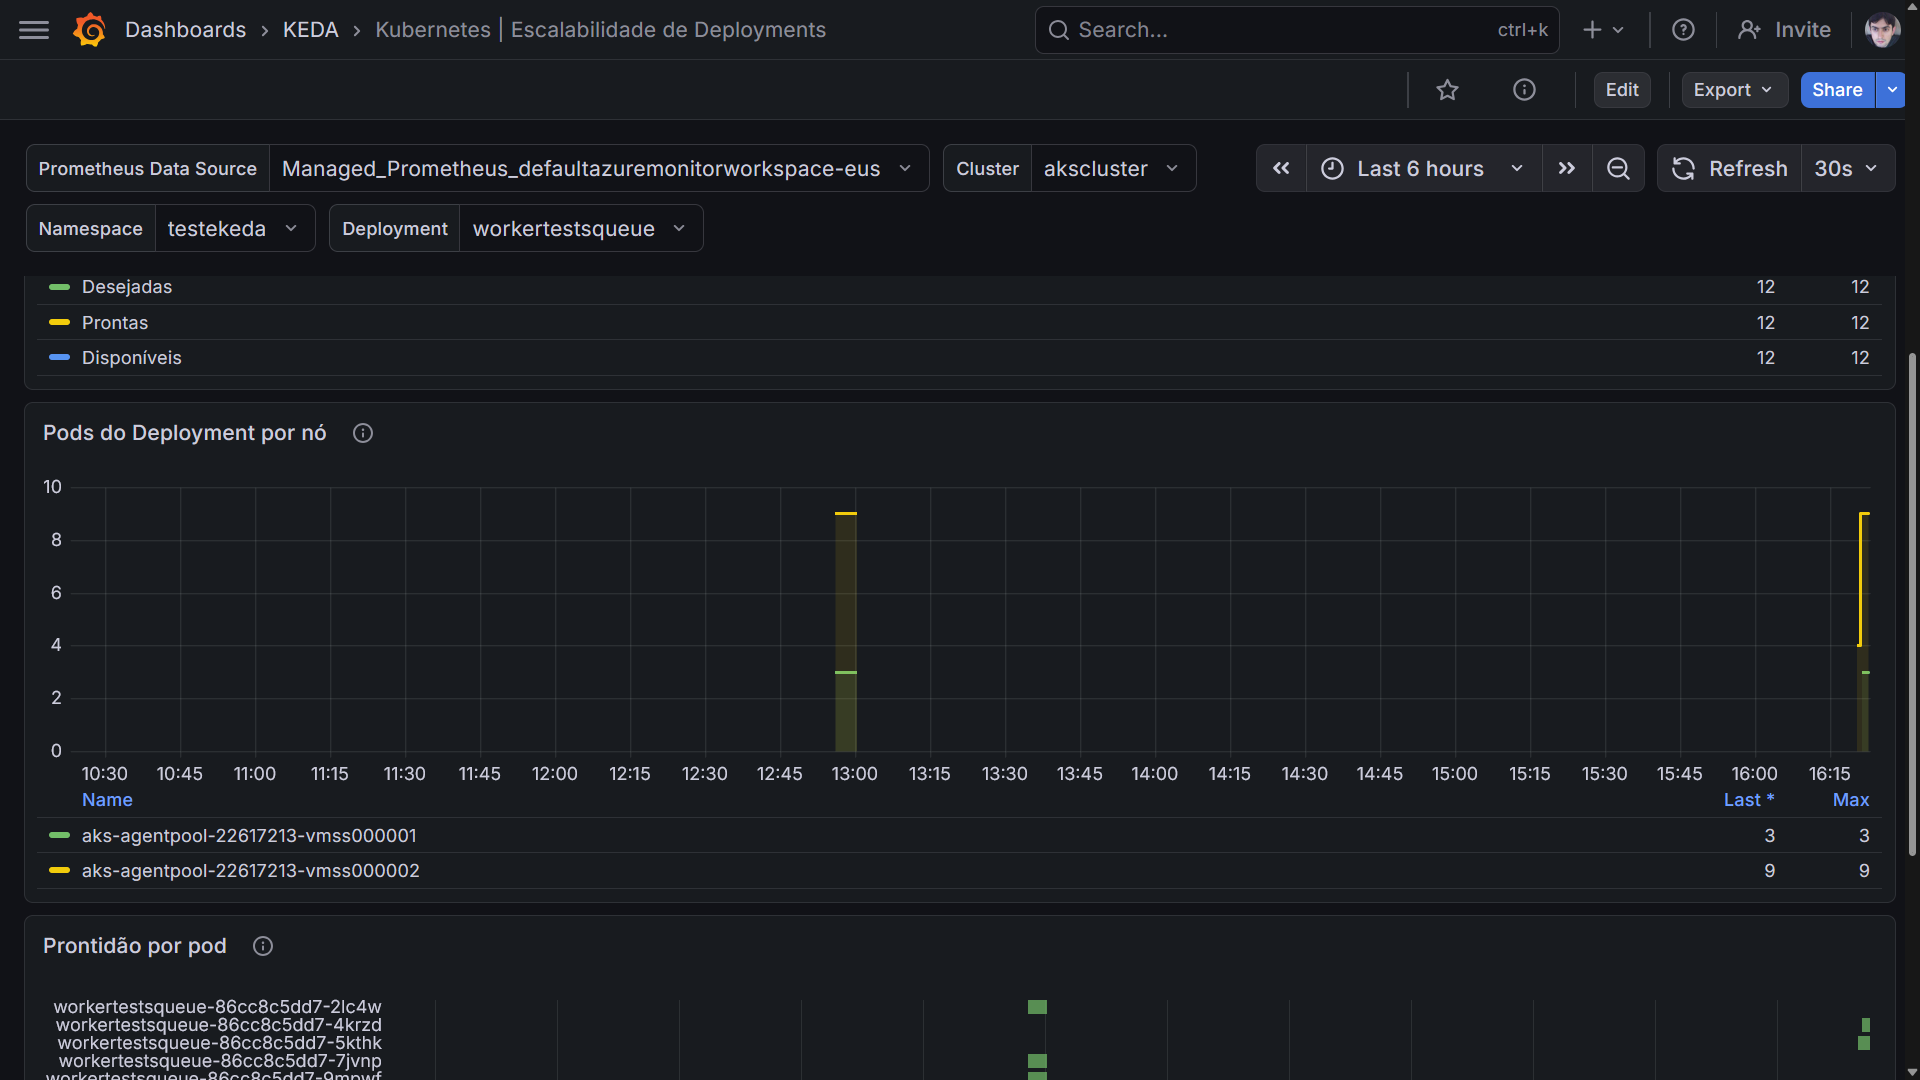 Dashboards > KEDA > Kubernetes | Escalabilidade de Deployments
Search...
ctrl+k
Invite
Edit
Export
Share
Prometheus Data Source
Managed_Prometheus_defaultazuremonitorworkspace-eus
Cluster
akscluster
Last 6 hours
Refresh
30s
Namespace
testekeda
Deployment
workertestsqueue
Desejadas 12 12
Prontas 12 12
Disponíveis 12 12
Pods do Deployment por nó
10
8
6
4
2
0
10:30 10:45 11:00 11:15 11:30 11:45 12:00 12:15 12:30 12:45 13:00 13:15 13:30 13:45 14:00 14:15 14:30 14:45 15:00 15:15 15:30 15:45 16:00 16:15
Name Last * Max
aks-agentpool-22617213-vmss000001 3 3
aks-agentpool-22617213-vmss000002 9 9
Prontidão por pod
workertestsqueue-86cc8c5dd7-2lc4w
workertestsqueue-86cc8c5dd7-4krzd
workertestsqueue-86cc8c5dd7-5kthk
workertestsqueue-86cc8c5dd7-7jvnp
workertestsqueue-86cc8c5dd7-9mpwf